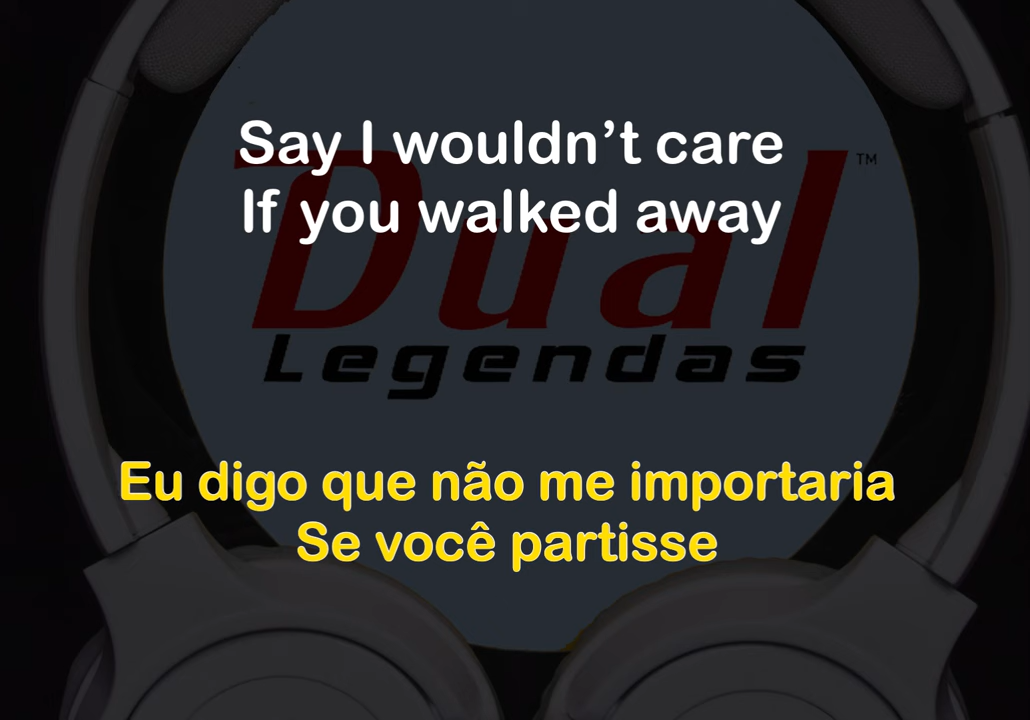 Say I wouldn’t care
If you walked away
Dual ™
Legendas
Eu digo que não me importaria
Se você partisse